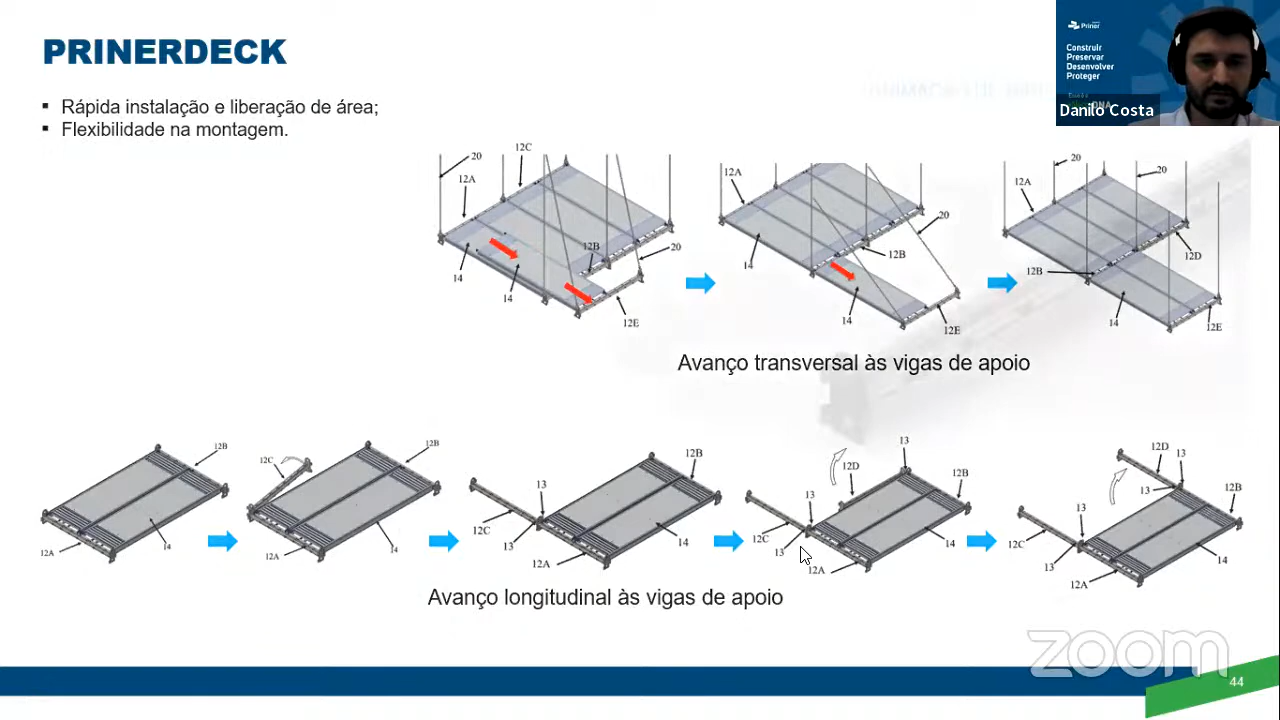 PRINERDECK
▪ Rápida instalação e liberação de área;
▪ Flexibilidade na montagem.
Priner
Construir
Preservar
Desenvolver
Proteger
Danilo Costa
20
12C
12A
12B
20
14
14
12E
12A
20
12B
14
14
12E
20
20
12A
12D
12B
14
12E
Avanço transversal às vigas de apoio
12B
12A
14
12C
12B
12A
14
12B
13
12C
13
14
12A
13
12D
12B
13
12C
13
14
12A
12D
13
13
12B
13
12C
13
14
12A
Avanço longitudinal às vigas de apoio
zoom
44